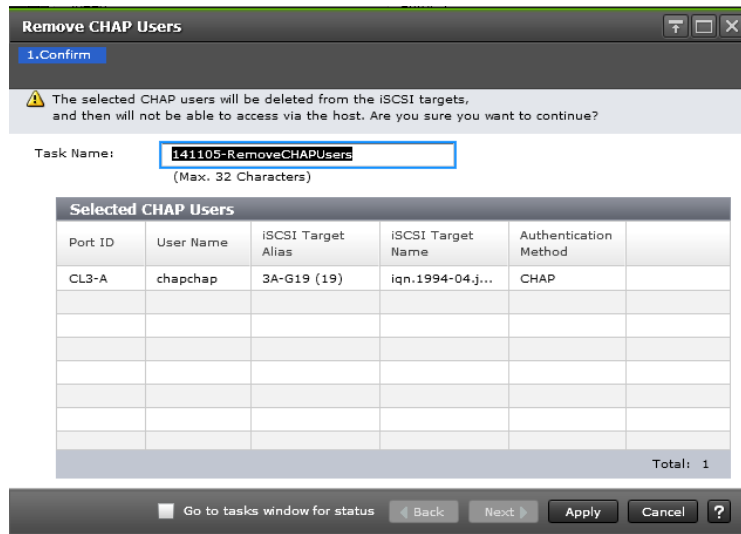 Remove CHAP Users
1.Confirm
The selected CHAP users will be deleted from the iSCSI targets,
and then will not be able to access via the host. Are you sure you want to continue?
Task Name: 141105-RemoveCHAPUsers
(Max. 32 Characters)
Selected CHAP Users
Port ID User Name iSCSI Target Alias iSCSI Target Name Authentication Method
CL3-A chapchap 3A-G19 (19) iqn.1994-04.j... CHAP
Total: 1
Go to tasks window for status Back Next Apply Cancel ?